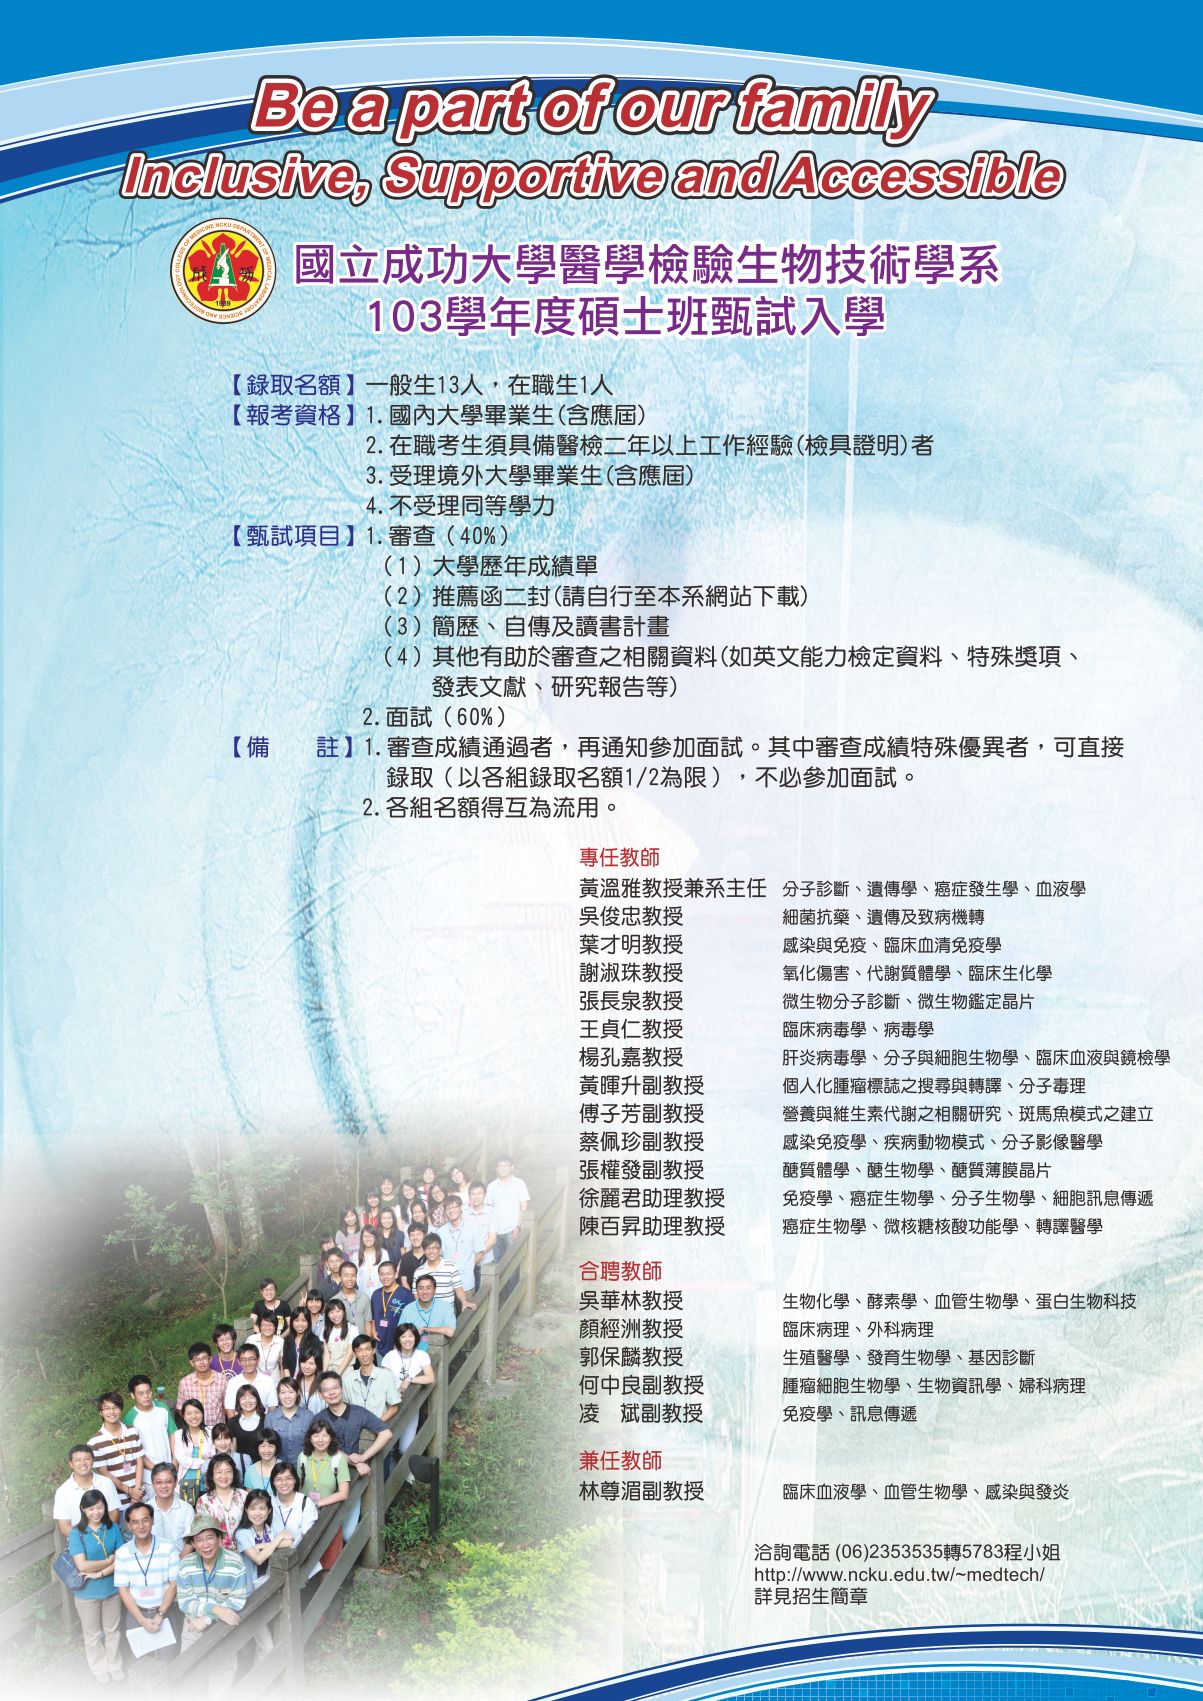 Be a part of our family
Inclusive, Supportive and Accessible
COLLEGE OF MEDICINE NCKU DEPARTMENT OF MEDICAL LABORATORY SCIENCE AND BIOTECHNOLOGY
成 功
1989
國立成功大學醫學檢驗生物技術學系
103學年度碩士班甄試入學
【錄取名額】一般生13人，在職生1人
【報考資格】1.國內大學畢業生(含應屆)
2.在職考生須具備醫檢二年以上工作經驗(檢具證明)者
3.受理境外大學畢業生(含應屆)
4.不受理同等學力
【甄試項目】1.審查（40%）
（1）大學歷年成績單
（2）推薦函二封(請自行至本系網站下載)
（3）簡歷、自傳及讀書計畫
（4）其他有助於審查之相關資料(如英文能力檢定資料、特殊獎項、
發表文獻、研究報告等)
2.面試（60%）
【備　　註】1.審查成績通過者，再通知參加面試。其中審查成績特殊優異者，可直接
錄取（以各組錄取名額1/2為限），不必參加面試。
2.各組名額得互為流用。
專任教師
黃溫雅教授兼系主任 分子診斷、遺傳學、癌症發生學、血液學
吳俊忠教授 細菌抗藥、遺傳及致病機轉
葉才明教授 感染與免疫、臨床血清免疫學
謝淑珠教授 氧化傷害、代謝質體學、臨床生化學
張長泉教授 微生物分子診斷、微生物鑑定晶片
王貞仁教授 臨床病毒學、病毒學
楊孔嘉教授 肝炎病毒學、分子與細胞生物學、臨床血液與鏡檢學
黃暉升副教授 個人化腫瘤標誌之搜尋與轉譯、分子毒理
傅子芳副教授 營養與維生素代謝之相關研究、斑馬魚模式之建立
蔡佩珍副教授 感染免疫學、疾病動物模式、分子影像醫學
張權發副教授 醣質體學、醣生物學、醣質薄膜晶片
徐麗君助理教授 免疫學、癌症生物學、分子生物學、細胞訊息傳遞
陳百昇助理教授 癌症生物學、微核糖核酸功能學、轉譯醫學
合聘教師
吳華林教授 生物化學、酵素學、血管生物學、蛋白生物科技
顏經洲教授 臨床病理、外科病理
郭保麟教授 生殖醫學、發育生物學、基因診斷
何中良副教授 腫瘤細胞生物學、生物資訊學、婦科病理
凌　斌副教授 免疫學、訊息傳遞
兼任教師
林尊湄副教授 臨床血液學、血管生物學、感染與發炎
洽詢電話 (06)2353535轉5783程小姐
http://www.ncku.edu.tw/~medtech/
詳見招生簡章